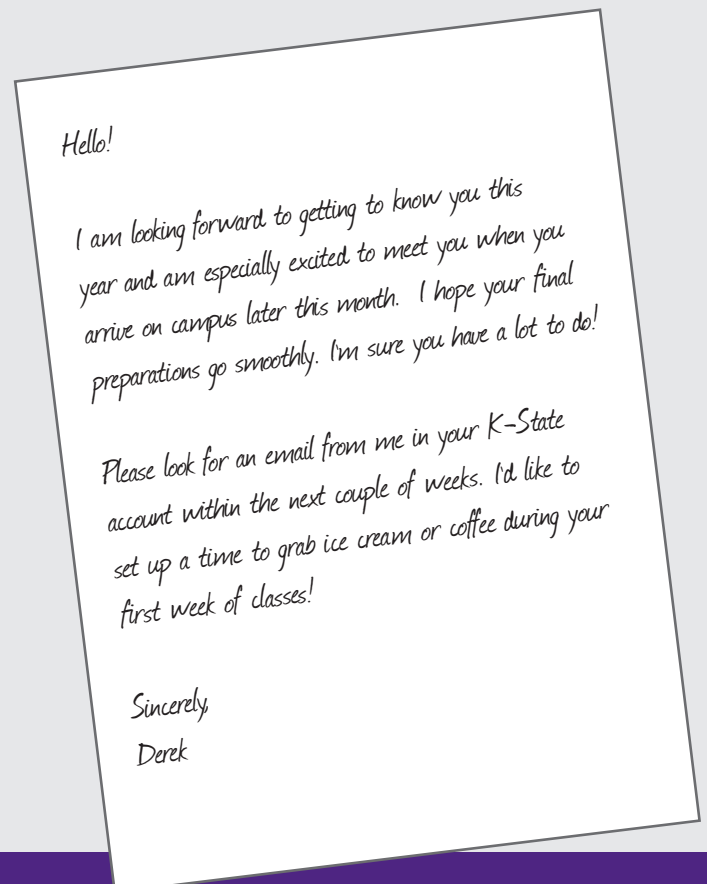 Hello!
I am looking forward to getting to know you this
year and am especially excited to meet you when you
arrive on campus later this month. I hope your final
preparations go smoothly. I'm sure you have a lot to do!
Please look for an email from me in your K-State
account within the next couple of weeks. I'd like to
set up a time to grab ice cream or coffee during your
first week of classes!
Sincerely,
Derek